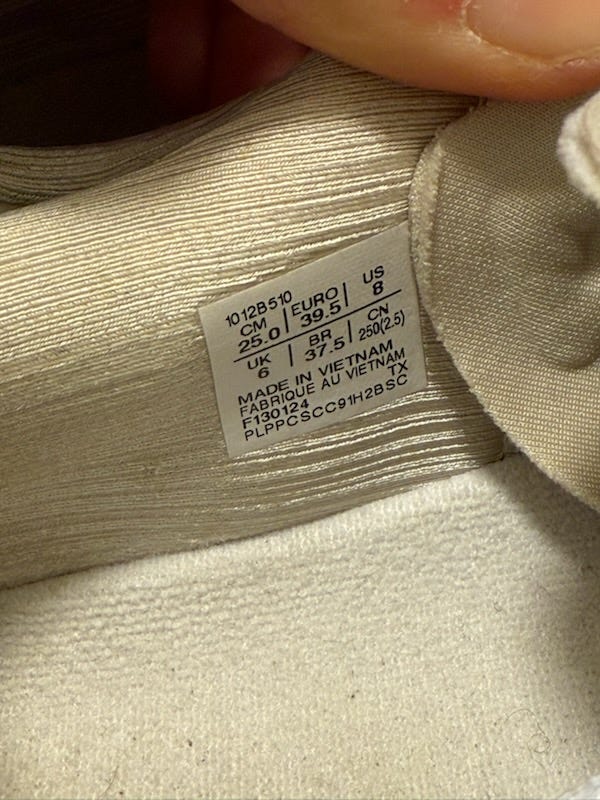 1012B510
CM 25.0 | EURO 39.5 | US 8
UK 6 | BR 37.5 | CN 250(2.5)
MADE IN VIETNAM
FABRIQUE AU VIETNAM
F130124 TX
PLPPCSCC91H2BSC